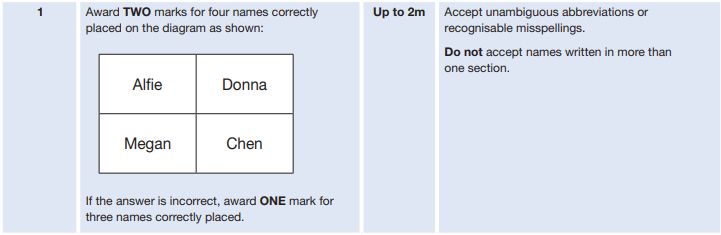 1
Award TWO marks for four names correctly
placed on the diagram as shown:
Alfie Donna
Megan Chen
If the answer is incorrect, award ONE mark for
three names correctly placed.
Up to 2m
Accept unambiguous abbreviations or
recognisable misspellings.
Do not accept names written in more than
one section.